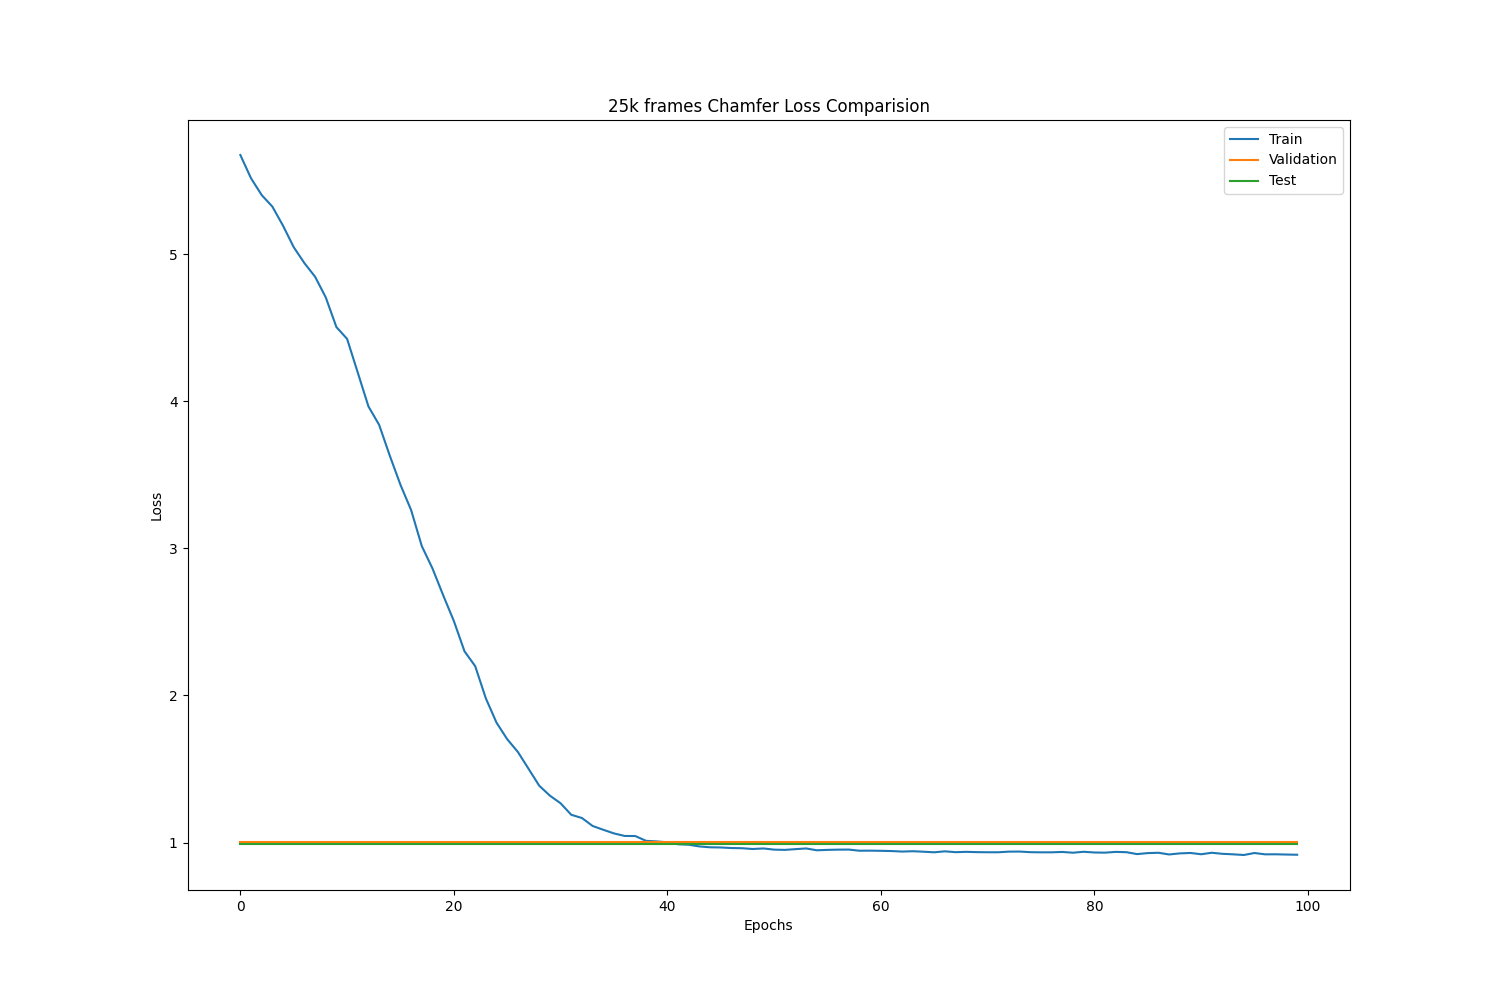 25k frames Chamfer Loss Comparision
Train
Validation
Test
Loss
5
4
3
2
1
0 20 40 60 80 100
Epochs